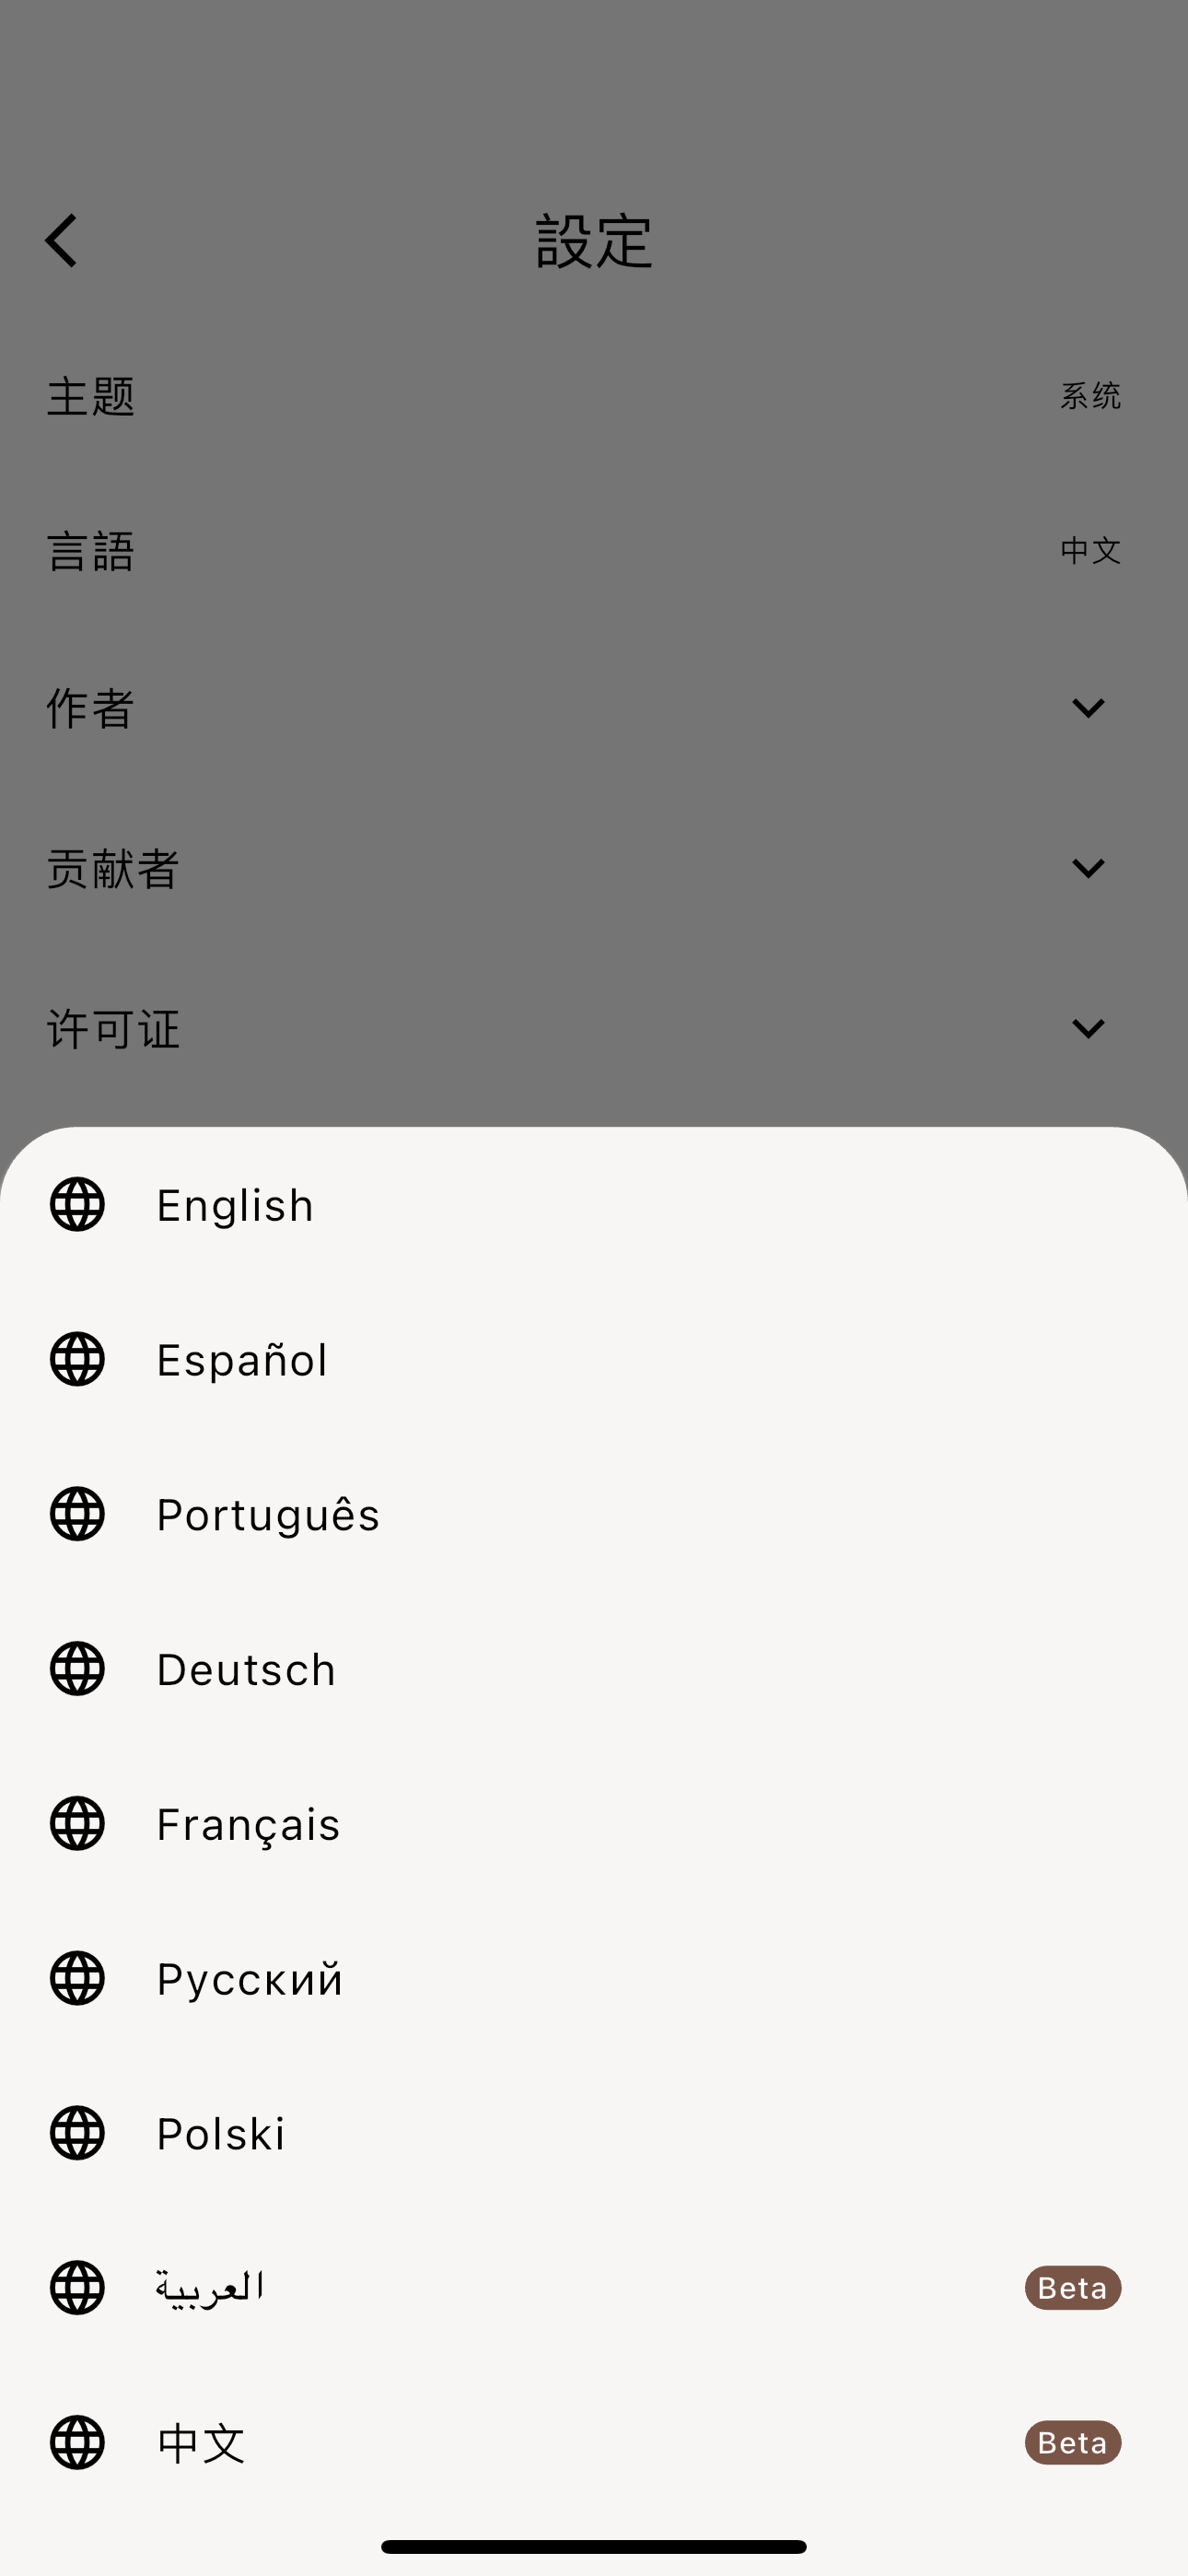 設定
主题 系统
言語 中文
作者
贡献者
许可证
English
Español
Português
Deutsch
Français
Русский
Polski
العربية Beta
中文 Beta